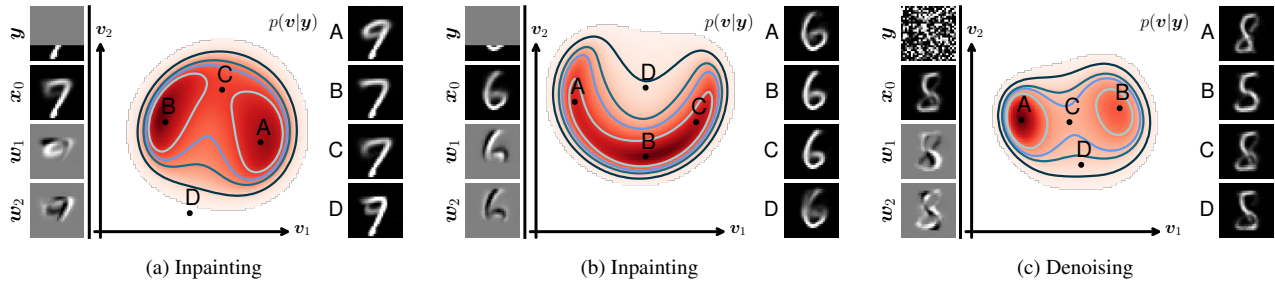 y
x₀
w₁
w₂
v₂
p(v|y)
C
B
A
D
v₁
A
B
C
D
(a) Inpainting
y
x₀
w₁
w₂
v₂
p(v|y)
D
A
C
B
v₁
A
B
C
D
(b) Inpainting
y
x₀
w₁
w₂
v₂
p(v|y)
A
C
B
D
v₁
A
B
C
D
(c) Denoising